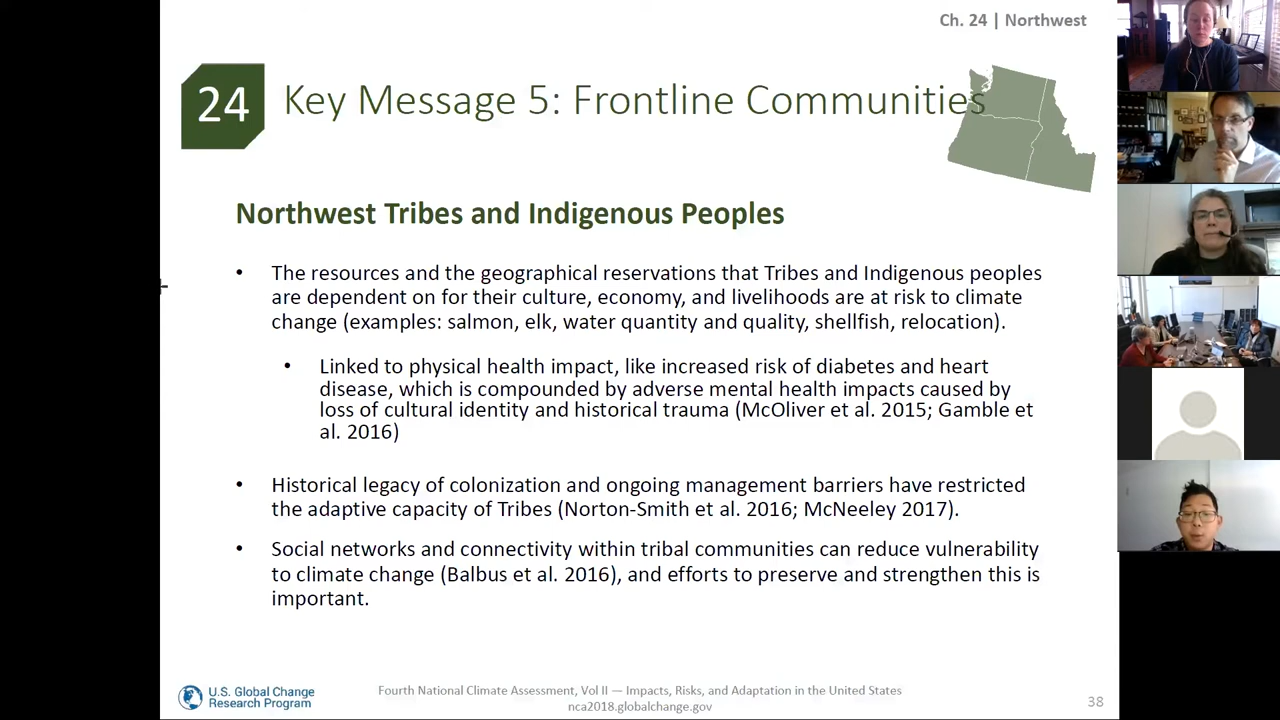 Ch. 24 | Northwest
24
Key Message 5: Frontline Communities
Northwest Tribes and Indigenous Peoples
• The resources and the geographical reservations that Tribes and Indigenous peoples
are dependent on for their culture, economy, and livelihoods are at risk to climate
change (examples: salmon, elk, water quantity and quality, shellfish, relocation).
• Linked to physical health impact, like increased risk of diabetes and heart
disease, which is compounded by adverse mental health impacts caused by
loss of cultural identity and historical trauma (McOliver et al. 2015; Gamble et
al. 2016)
• Historical legacy of colonization and ongoing management barriers have restricted
the adaptive capacity of Tribes (Norton-Smith et al. 2016; McNeeley 2017).
• Social networks and connectivity within tribal communities can reduce vulnerability
to climate change (Balbus et al. 2016), and efforts to preserve and strengthen this is
important.
U.S. Global Change
Research Program
Fourth National Climate Assessment, Vol II — Impacts, Risks, and Adaptation in the United States
nca2018.globalchange.gov
38